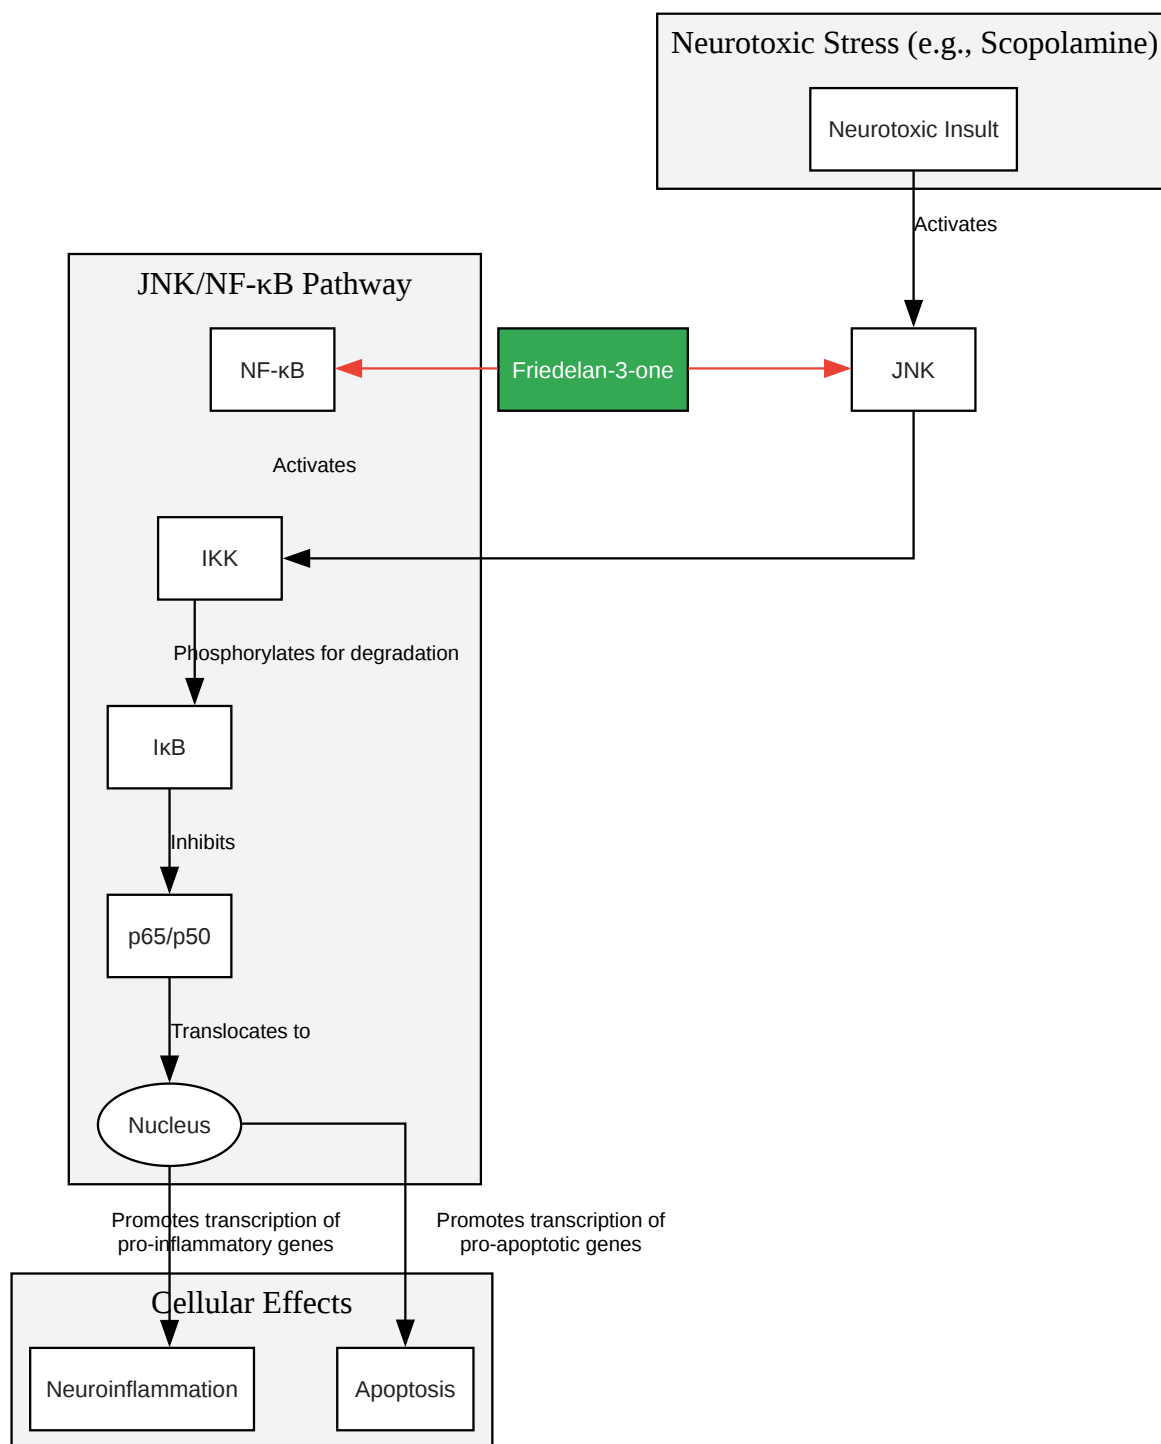 Neurotoxic Stress (e.g., Scopolamine)
Neurotoxic Insult
Activates
JNK/NF-κB Pathway
NF-κB
Friedelan-3-one
JNK
Activates
IKK
Phosphorylates for degradation
IκB
Inhibits
p65/p50
Translocates to
Nucleus
Promotes transcription of
pro-inflammatory genes
Promotes transcription of
pro-apoptotic genes
Cellular Effects
Neuroinflammation
Apoptosis